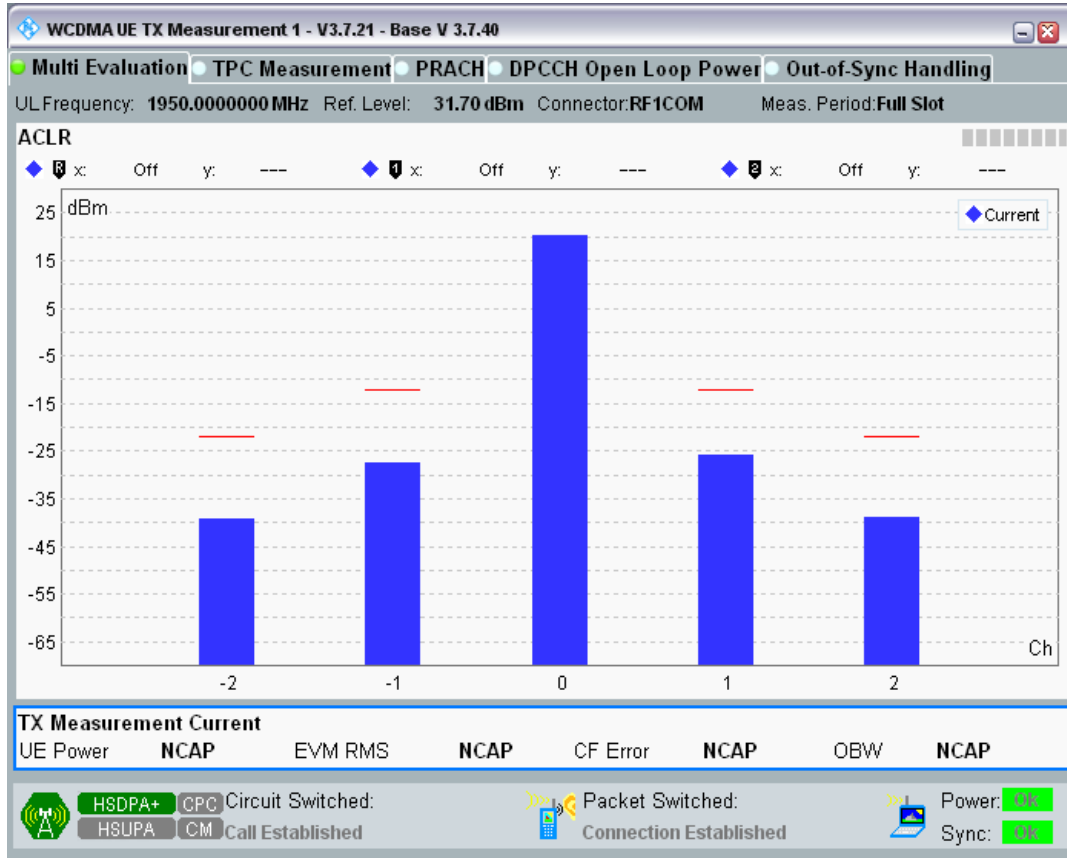 WCDMA UE TX Measurement 1 - V3.7.21 - Base V 3.7.40
Multi Evaluation TPC Measurement PRACH DPCCH Open Loop Power Out-of-Sync Handling
UL Frequency: 1950.0000000 MHz Ref. Level: 31.70 dBm Connector:RF1COM Meas. Period:Full Slot
ACLR
R x: Off y: --- 1 x: Off y: --- 2 x: Off y: ---
dBm
Current
25
15
5
-5
-15
-25
-35
-45
-55
-65
Ch
-2 -1 0 1 2
TX Measurement Current
UE Power NCAP EVM RMS NCAP CF Error NCAP OBW NCAP
HSDPA+ CPC Circuit Switched: Packet Switched: Power: Ok
HSUPA CM Call Established Connection Established Sync: Ok